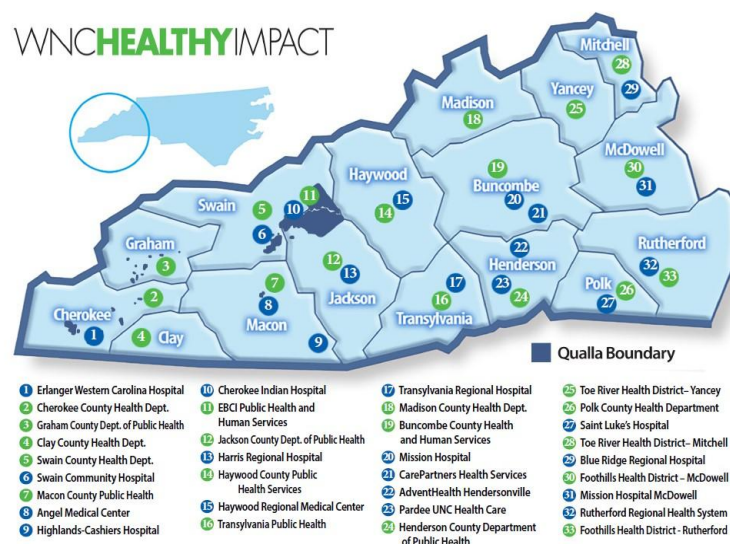 WNCHEALTHYIMPACT
Mitchell
28
29
Yancey
25
Madison
18
McDowell
30
31
19
Buncombe
20
21
Haywood
15
14
11
10
Swain
5
6
Graham
3
12
13
Jackson
22
Henderson
23
24
Rutherford
32
33
Polk
26
27
17
16
Transylvania
7
8
Macon
9
2
Cherokee
1
4
Clay
Qualla Boundary
1 Erlanger Western Carolina Hospital
2 Cherokee County Health Dept.
3 Graham County Dept. of Public Health
4 Clay County Health Dept.
5 Swain County Health Dept.
6 Swain Community Hospital
7 Macon County Public Health
8 Angel Medical Center
9 Highlands-Cashiers Hospital
10 Cherokee Indian Hospital
11 EBCI Public Health and
Human Services
12 Jackson County Dept. of Public Health
13 Harris Regional Hospital
14 Haywood County Public
Health Services
15 Haywood Regional Medical Center
16 Transylvania Public Health
17 Transylvania Regional Hospital
18 Madison County Health Dept.
19 Buncombe County Health
and Human Services
20 Mission Hospital
21 CarePartners Health Services
22 AdventHealth Hendersonville
23 Pardee UNC Health Care
24 Henderson County Department
of Public Health
25 Toe River Health District– Yancey
26 Polk County Health Department
27 Saint Luke's Hospital
28 Toe River Health District– Mitchell
29 Blue Ridge Regional Hospital
30 Foothills Health District – McDowell
31 Mission Hospital McDowell
32 Rutherford Regional Health System
33 Foothills Health District - Rutherford